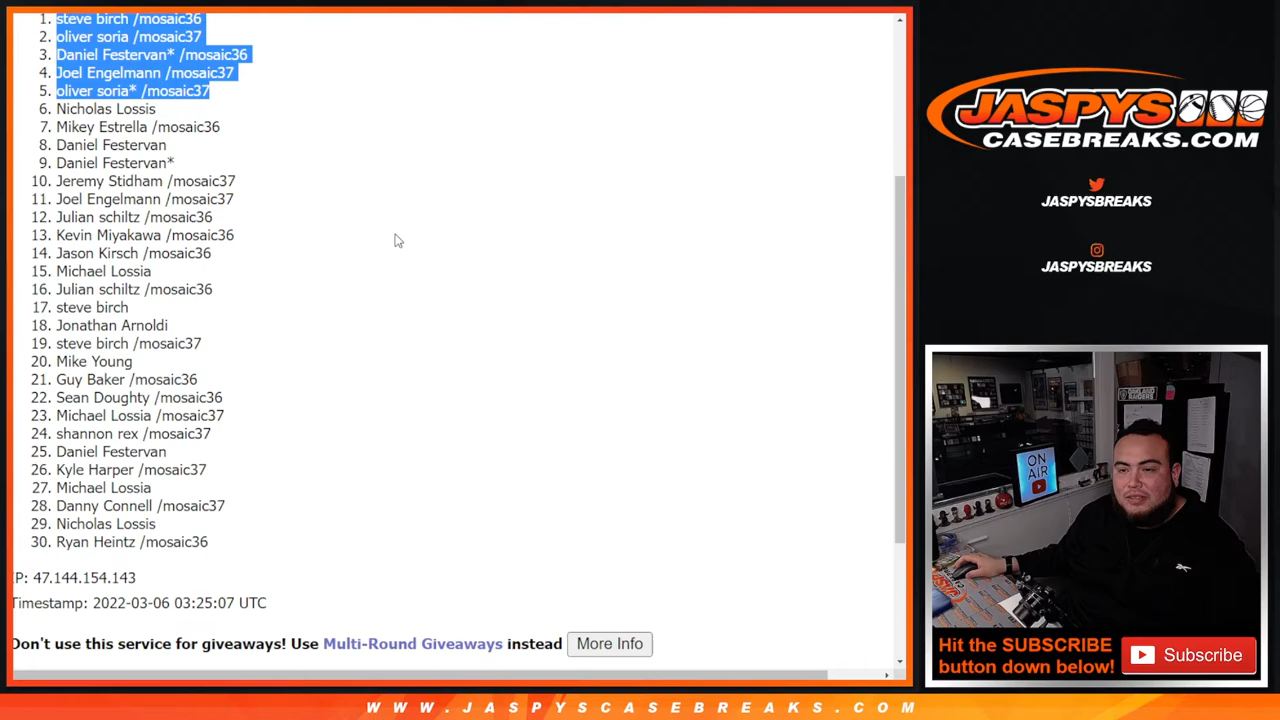 1. steve birch /mosaic36
2. oliver soria /mosaic37
3. Daniel Festervan* /mosaic36
4. Joel Engelmann /mosaic37
5. oliver soria* /mosaic37
6. Nicholas Lossis
7. Mikey Estrella /mosaic36
8. Daniel Festervan
9. Daniel Festervan*
10. Jeremy Stidham /mosaic37
11. Joel Engelmann /mosaic37
12. Julian schiltz /mosaic36
13. Kevin Miyakawa /mosaic36
14. Jason Kirsch /mosaic36
15. Michael Lossia
16. Julian schiltz /mosaic36
17. steve birch
18. Jonathan Arnoldi
19. steve birch /mosaic37
20. Mike Young
21. Guy Baker /mosaic36
22. Sean Doughty /mosaic36
23. Michael Lossia /mosaic37
24. shannon rex /mosaic37
25. Daniel Festervan
26. Kyle Harper /mosaic37
27. Michael Lossia
28. Danny Connell /mosaic37
29. Nicholas Lossis
30. Ryan Heintz /mosaic36
IP: 47.144.154.143
Timestamp: 2022-03-06 03:25:07 UTC
Don't use this service for giveaways! Use Multi-Round Giveaways instead More Info
JASPYS
CASEBREAKS.COM
JASPYSBREAKS
JASPYSBREAKS
OAKLAND
RAIDERS
ON
AIR
JASPYS
Hit the SUBSCRIBE
button down below!
Subscribe
WWW.JASPYSCASEBREAKS.COM